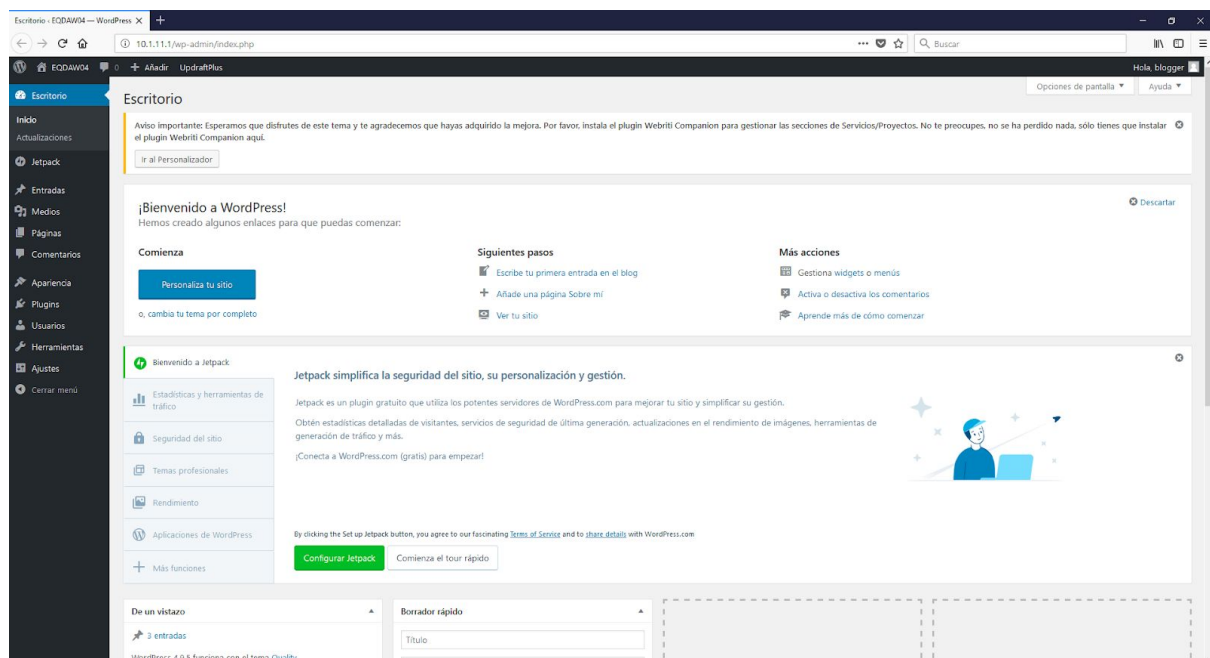 Escritorio ‹ EQDAW04 — WordPress
10.1.11.1/wp-admin/index.php
Buscar
EQDAW04 0 + Añadir UpdraftPlus Hola, blogger
Escritorio
Inicio
Actualizaciones
Jetpack
Entradas
Medios
Páginas
Comentarios
Apariencia
Plugins
Usuarios
Herramientas
Ajustes
Cerrar menú
Escritorio
Opciones de pantalla
Ayuda
Aviso importante: Esperamos que disfrutes de este tema y te agradecemos que hayas adquirido la mejora. Por favor, instala el plugin Webriti Companion para gestionar las secciones de Servicios/Proyectos. No te preocupes, no se ha perdido nada, sólo tienes que instalar
el plugin Webriti Companion aquí.
Ir al Personalizador
¡Bienvenido a WordPress!
Descartar
Hemos creado algunos enlaces para que puedas comenzar:
Comienza
Personaliza tu sitio
o, cambia tu tema por completo
Siguientes pasos
Escribe tu primera entrada en el blog
Añade una página Sobre mí
Ver tu sitio
Más acciones
Gestiona widgets o menús
Activa o desactiva los comentarios
Aprende más de cómo comenzar
Bienvenido a Jetpack
Estadísticas y herramientas de
tráfico
Seguridad del sitio
Temas profesionales
Rendimiento
Aplicaciones de WordPress
Más funciones
Jetpack simplifica la seguridad del sitio, su personalización y gestión.
Jetpack es un plugin gratuito que utiliza los potentes servidores de WordPress.com para mejorar tu sitio y simplificar su gestión.
Obtén estadísticas detalladas de visitantes, servicios de seguridad de última generación, actualizaciones en el rendimiento de imágenes, herramientas de
generación de tráfico y más.
¡Conecta a WordPress.com (gratis) para empezar!
By clicking the Set up Jetpack button, you agree to our fascinating Terms of Service and to share details with WordPress.com
Configurar Jetpack
Comienza el tour rápido
De un vistazo
3 entradas
WordPress 4.9.5 funciona con el tema Quality
Borrador rápido
Título